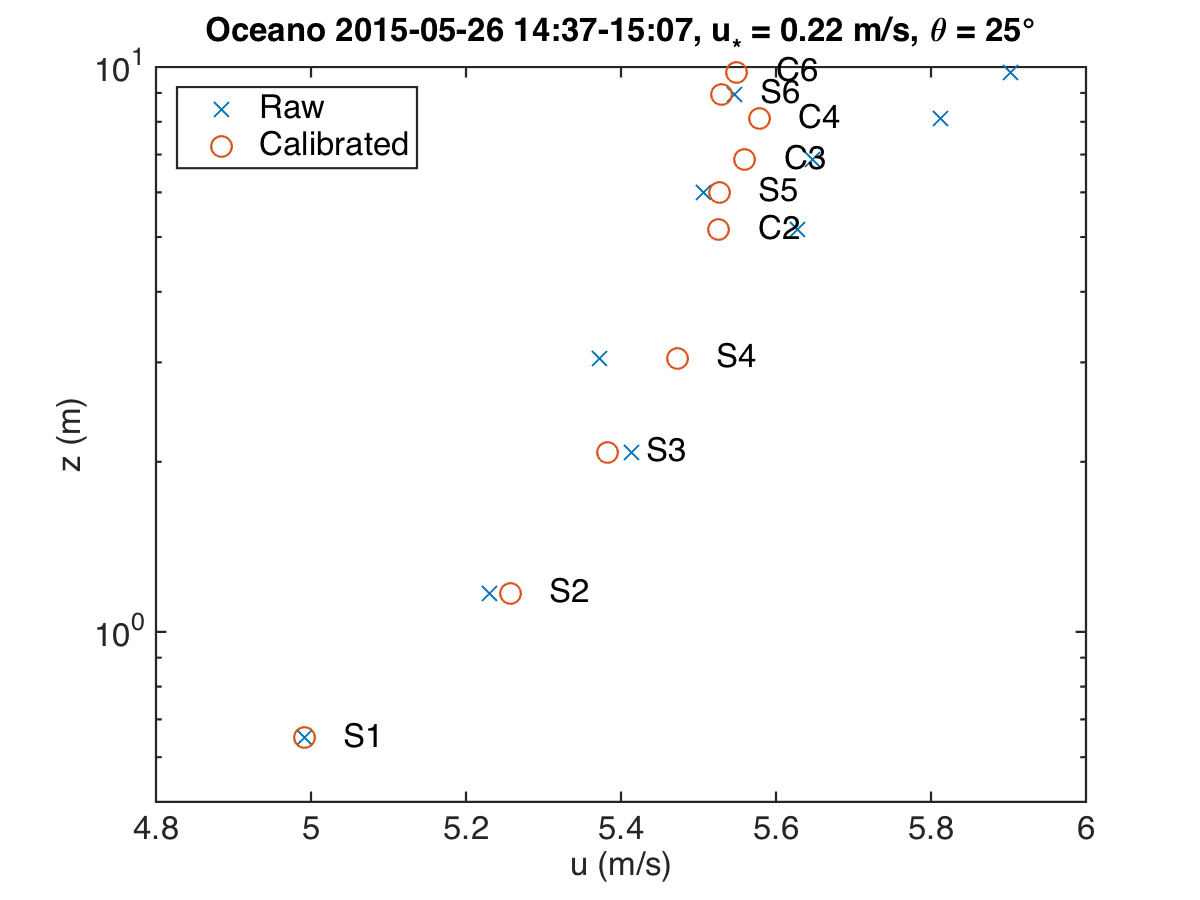 Oceano 2015-05-26 14:37-15:07, u* = 0.22 m/s, θ = 25°
10¹
Raw
Calibrated
C6
S6
C4
C3
S5
C2
S4
z (m)
S3
S2
10⁰
S1
4.8 5 5.2 5.4 5.6 5.8 6
u (m/s)